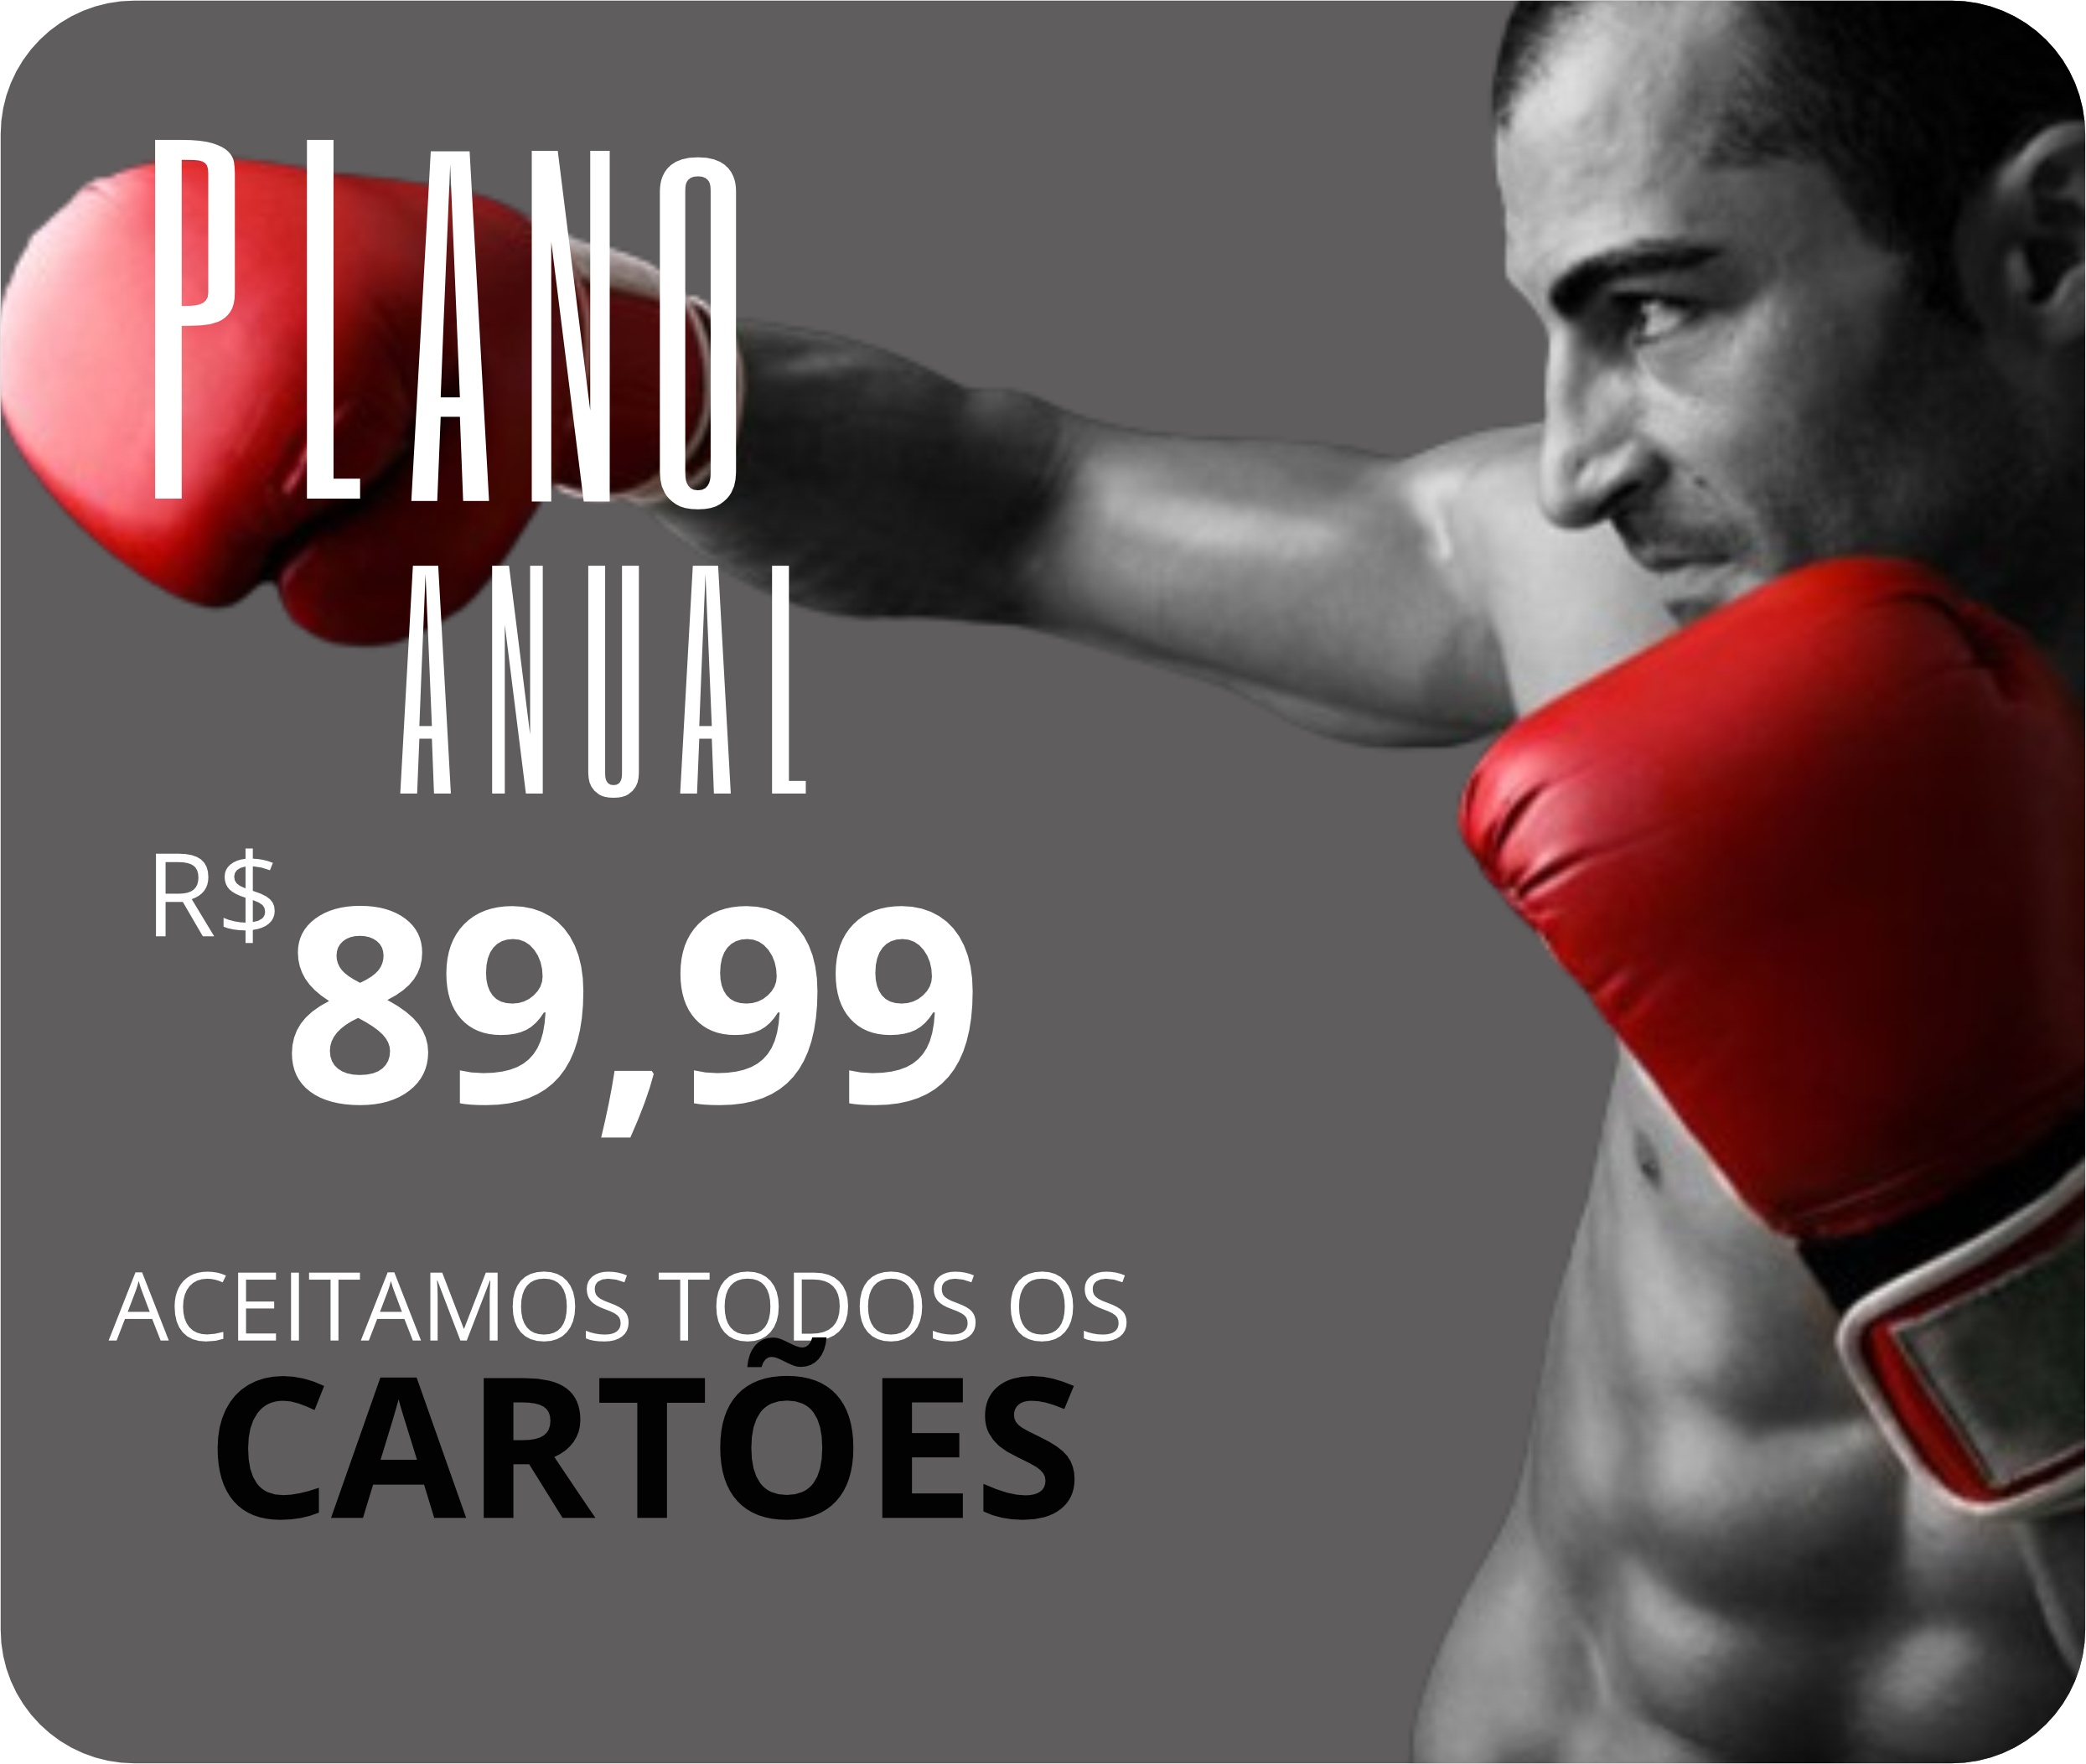 PLANO
ANUAL
R$ 89,99
ACEITAMOS TODOS OS
CARTÕES